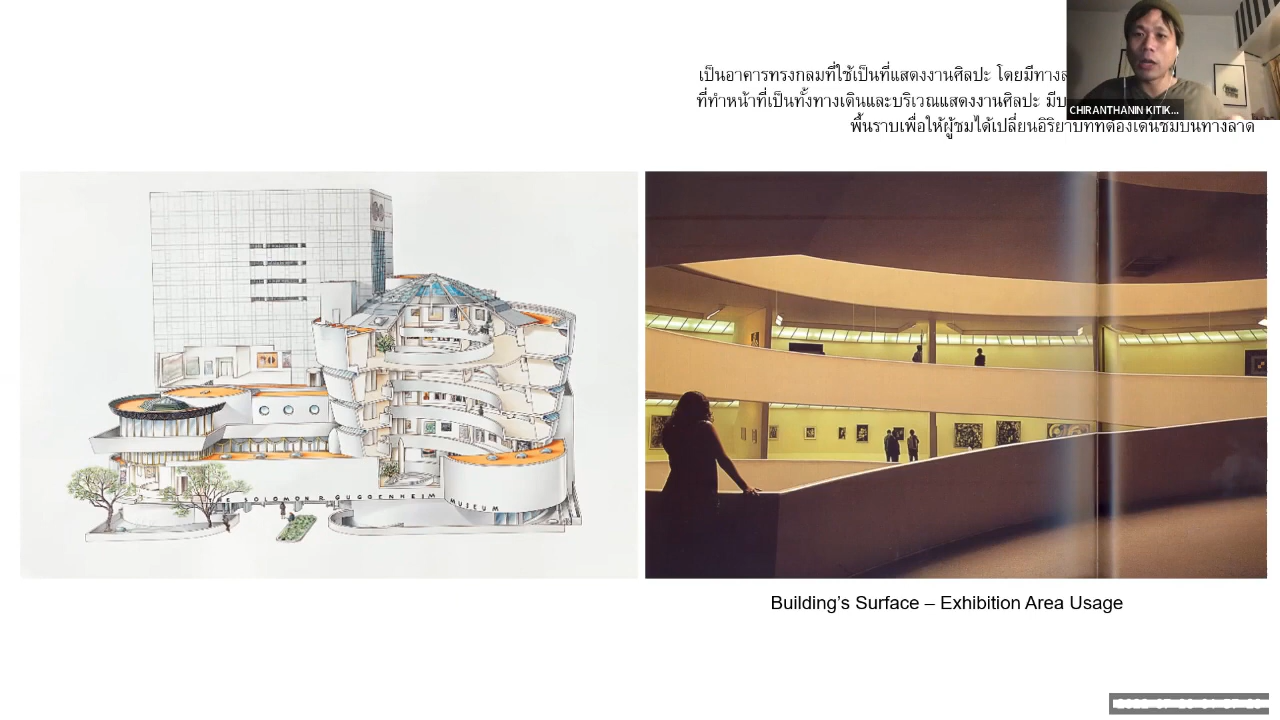 เป็นอาคารทรงกลมที่ใช้เป็นที่แสดงงานศิลปะ โดยมีทาง
CHIRANTHANIN KITIK...
ที่ทำหน้าที่เป็นทั้งทางเดินและบริเวณแสดงงานศิลปะ
พื้นราบเพื่อให้ผู้ชมได้เปลี่ยนอิริยาบทที่ต้องเดินชมบนทางลาด
THE SOLOMON R. GUGGENHEIM MUSEUM
Building's Surface – Exhibition Area Usage